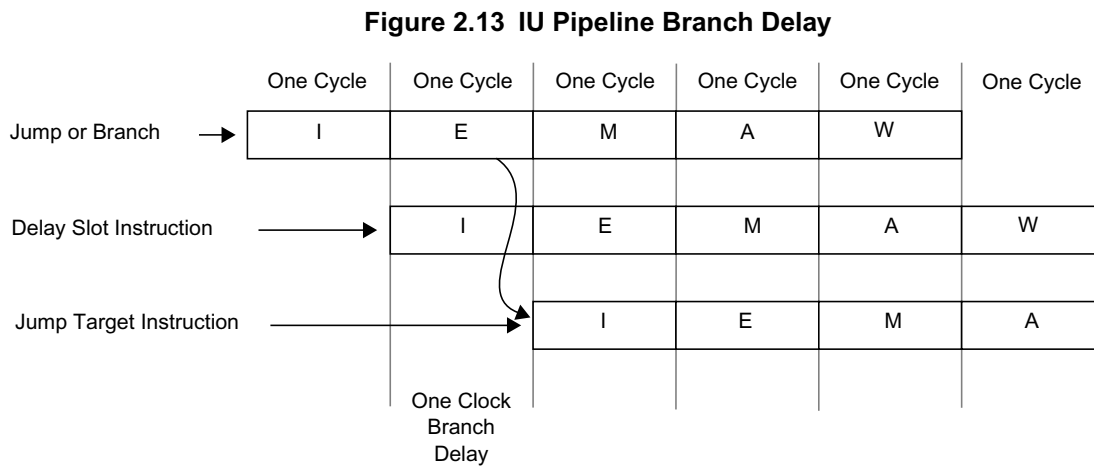 Figure 2.13 IU Pipeline Branch Delay
One Cycle One Cycle One Cycle One Cycle One Cycle One Cycle
Jump or Branch I E M A W
Delay Slot Instruction I E M A W
Jump Target Instruction I E M A
One Clock
Branch
Delay